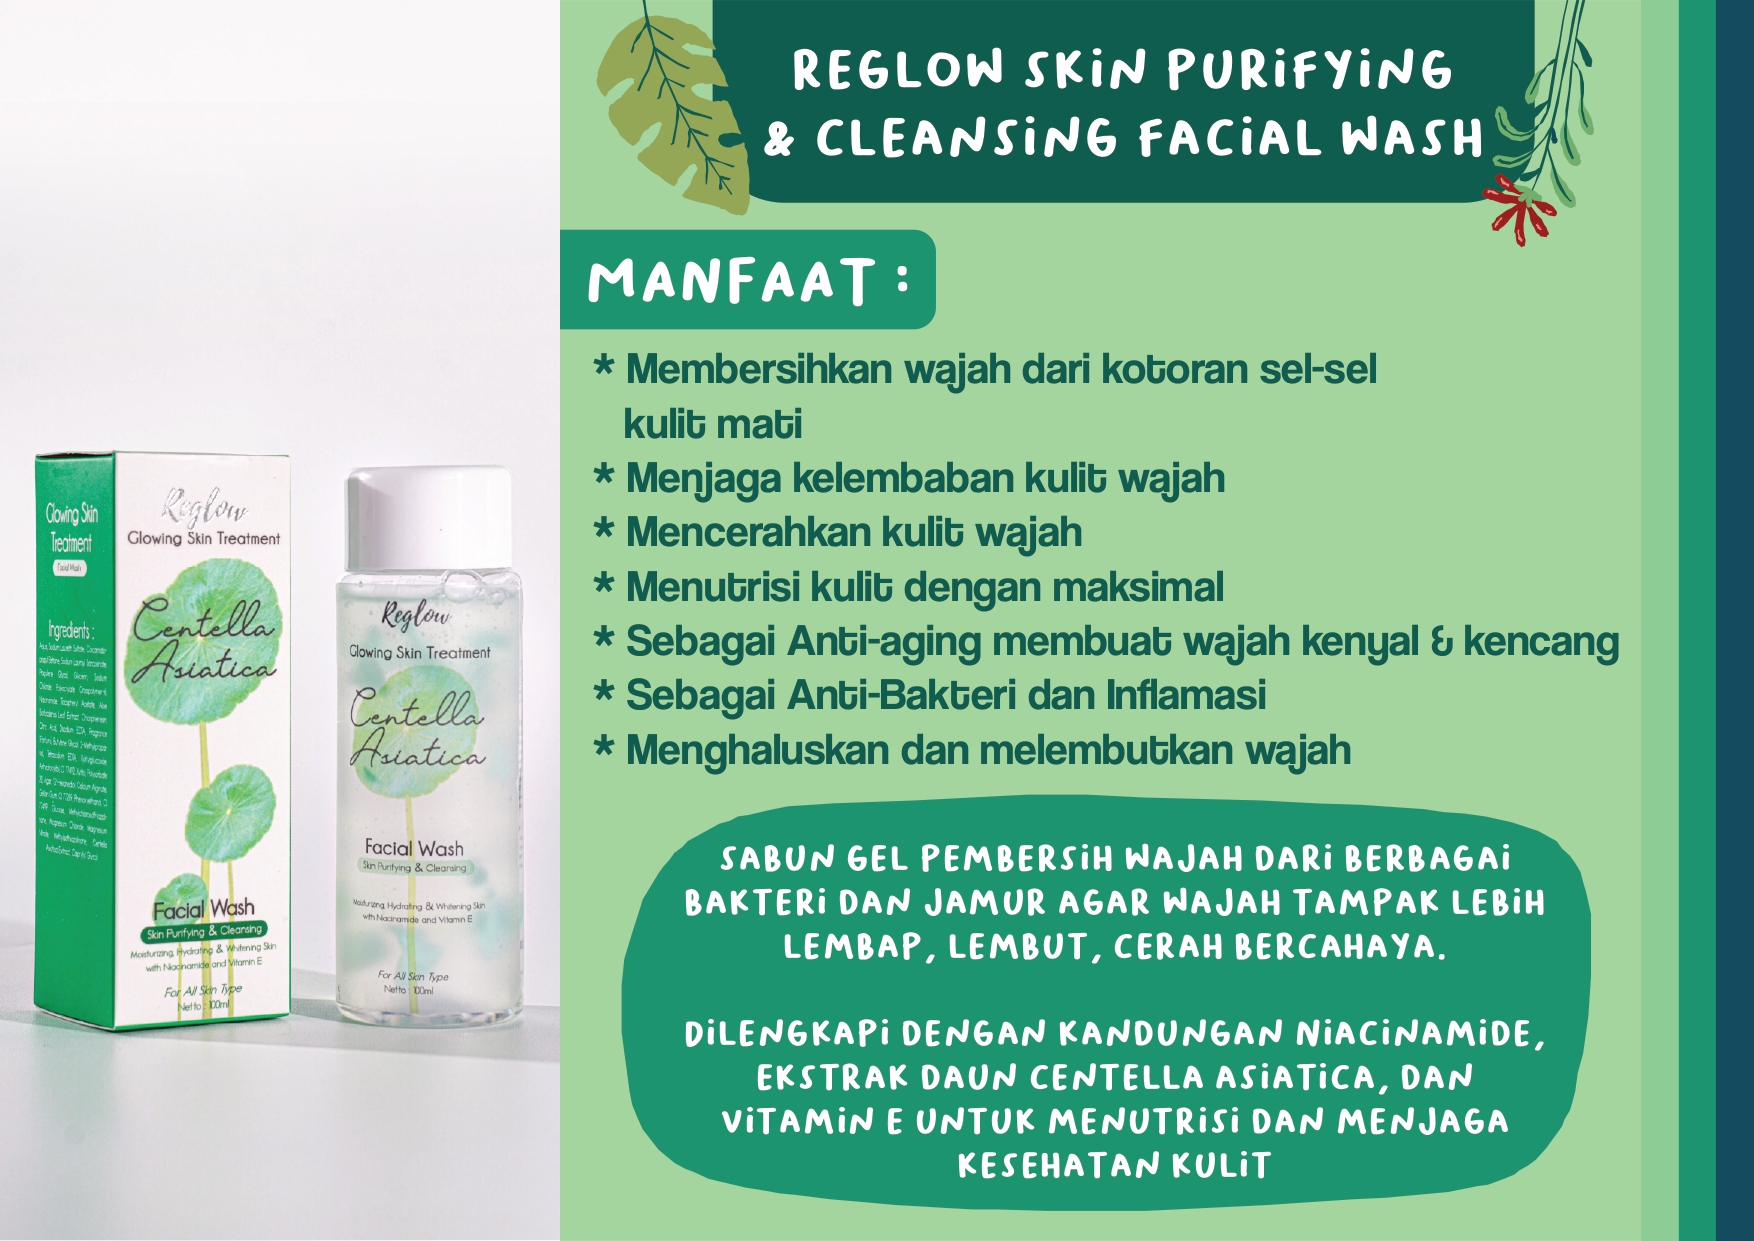 REGLOW SKIN PURIFYING
& CLEANSING FACIAL WASH
MANFAAT :
* Membersihkan wajah dari kotoran sel-sel
kulit mati
* Menjaga kelembaban kulit wajah
* Mencerahkan kulit wajah
* Menutrisi kulit dengan maksimal
* Sebagai Anti-aging membuat wajah kenyal & kencang
* Sebagai Anti-Bakteri dan Inflamasi
* Menghaluskan dan melembutkan wajah
SABUN GEL PEMBERSIH WAJAH DARI BERBAGAI
BAKTERI DAN JAMUR AGAR WAJAH TAMPAK LEBIH
LEMBAP, LEMBUT, CERAH BERCAHAYA.
DILENGKAPI DENGAN KANDUNGAN NIACINAMIDE,
EKSTRAK DAUN CENTELLA ASIATICA, DAN
VITAMIN E UNTUK MENUTRISI DAN MENJAGA
KESEHATAN KULIT
Glowing Skin
Treatment
Facial Wash
Ingredients :
Reglow
Glowing Skin Treatment
Centella
Asiatica
Facial Wash
Skin Purifying & Cleansing
Moisturizing, Hydrating & Whitening Skin
with Niacinamide and Vitamin E
For All Skin Type
Netto : 100ml
Reglow
Glowing Skin Treatment
Centella
Asiatica
Facial Wash
Skin Purifying & Cleansing
Moisturizing, Hydrating & Whitening Skin
with Niacinamide and Vitamin E
For All Skin Type
Netto : 100ml